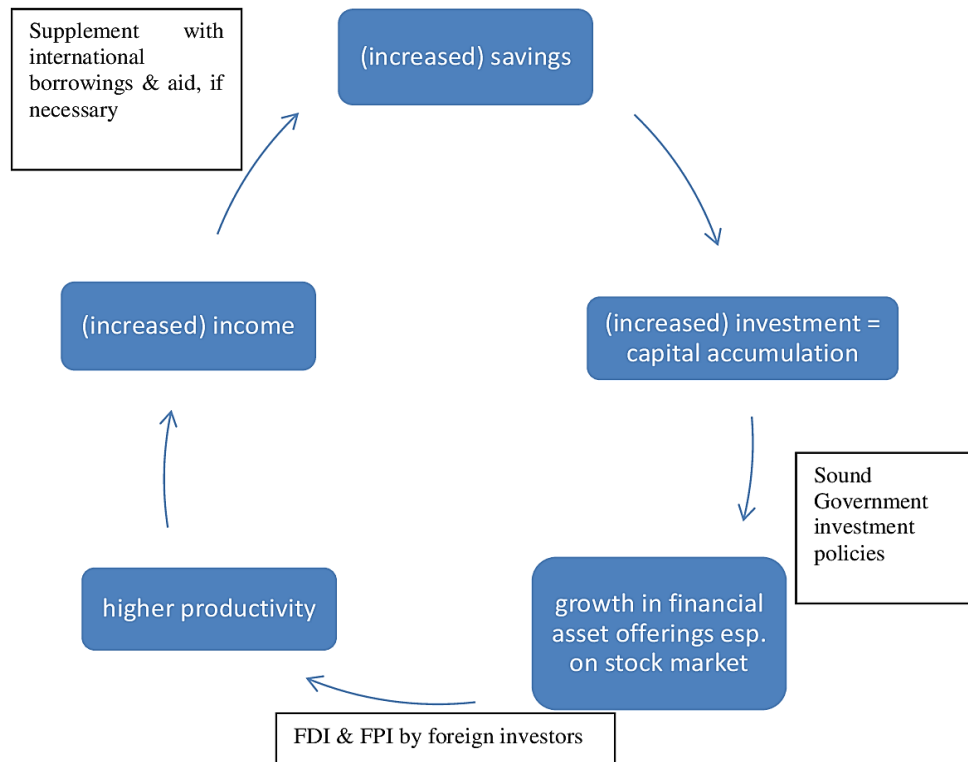 Supplement with
international
borrowings & aid, if
necessary
(increased) savings
(increased) income
(increased) investment =
capital accumulation
Sound
Government
investment
policies
higher productivity
growth in financial
asset offerings esp.
on stock market
FDI & FPI by foreign investors